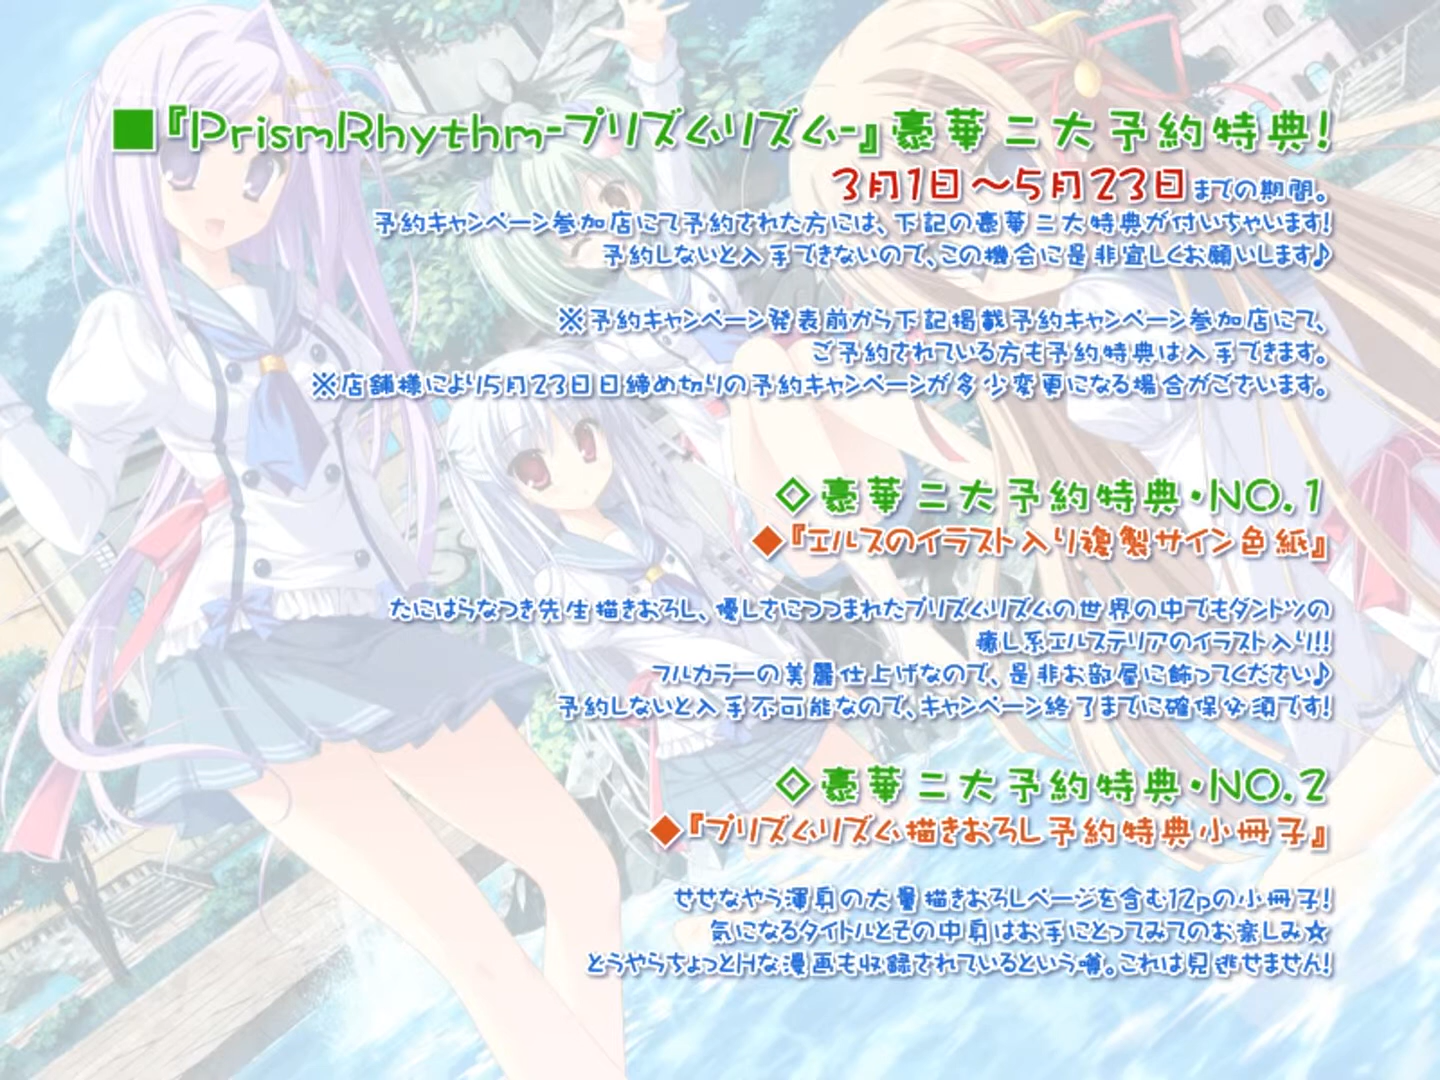 ■『PrismRhythm-プリズムリズム-』豪華二大予約特典!
3月1日～5月23日までの期間。
予約キャンペーン参加店にて予約された方には、下記の豪華二大特典が付いちゃいます!
予約しないと入手できないので、この機会に是非宜しくお願いします♪
※予約キャンペーン発表前から下記掲載予約キャンペーン参加店にて、
ご予約されている方も予約特典は入手できます。
※店舗様により5月23日日締め切りの予約キャンペーンが多少変更になる場合がございます。
◇豪華二大予約特典・NO.1
◆『エルスのイラスト入り複製サイン色紙』
たにはらなつき先生描きおろし、優しさにつつまれたプリズムリズムの世界の中でもダントツの
癒し系エルステリアのイラスト入り!!
フルカラーの美麗仕上げなので、是非お部屋に飾ってください♪
予約しないと入手不可能なので、キャンペーン終了までに確保必須です!
◇豪華二大予約特典・NO.2
◆『プリズムリズム描きおろし予約特典小冊子』
せせなやう渾身の大量描きおろしページを含む12pの小冊子!
気になるタイトルとその中身はお手にとってみてのお楽しみ☆
どうやらちょっとHな漫画も収録されているという噂。これは見逃せません!